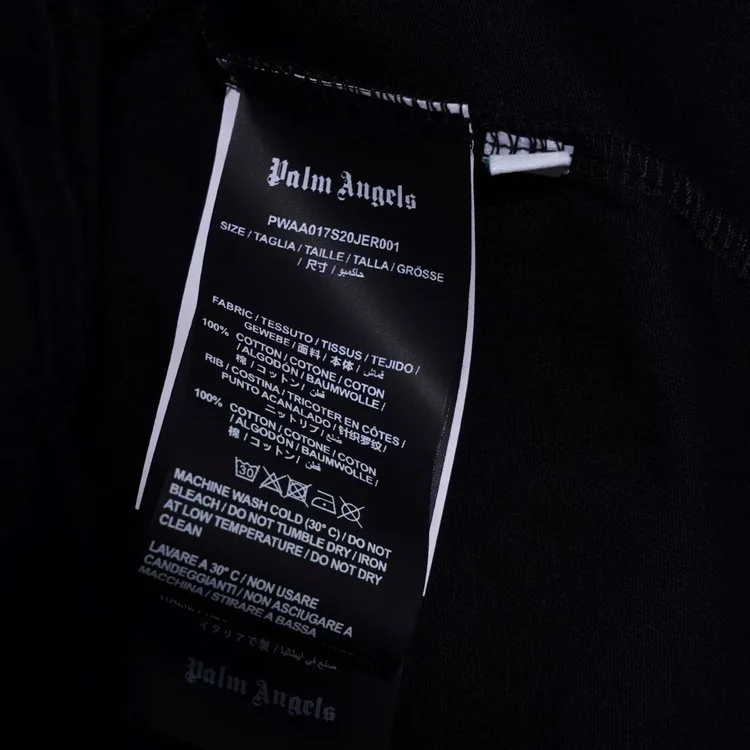 Palm Angels
PWAA017S20JER001
SIZE / TAGLIA / TAILLE / TALLA / GRÖSSE
/ 尺寸 / حاكمبو
FABRIC / TESSUTO / TISSUS / TEJIDO /
GEWEBE / 面料 / 本体 / قماش
100% COTTON / COTONE / COTON
/ ALGODÓN / BAUMWOLLE /
棉 / コットン / قطن
RIB / COSTINA / TRICOTER EN CÔTES /
PUNTO ACANALADO / 针织罗纹 /
ニットリブ / ضلع
100% COTTON / COTONE / COTON
/ ALGODÓN / BAUMWOLLE /
棉 / コットン / قطن
30
MACHINE WASH COLD (30° C) / DO NOT
BLEACH / DO NOT TUMBLE DRY / IRON
AT LOW TEMPERATURE / DO NOT DRY
CLEAN
LAVARE A 30° C / NON USARE
CANDEGGIANTI / NON ASCIUGARE A
MACCHINA / STIRARE A BASSA
イタリアで製 / صنع في ايطاليا
Palm Angels